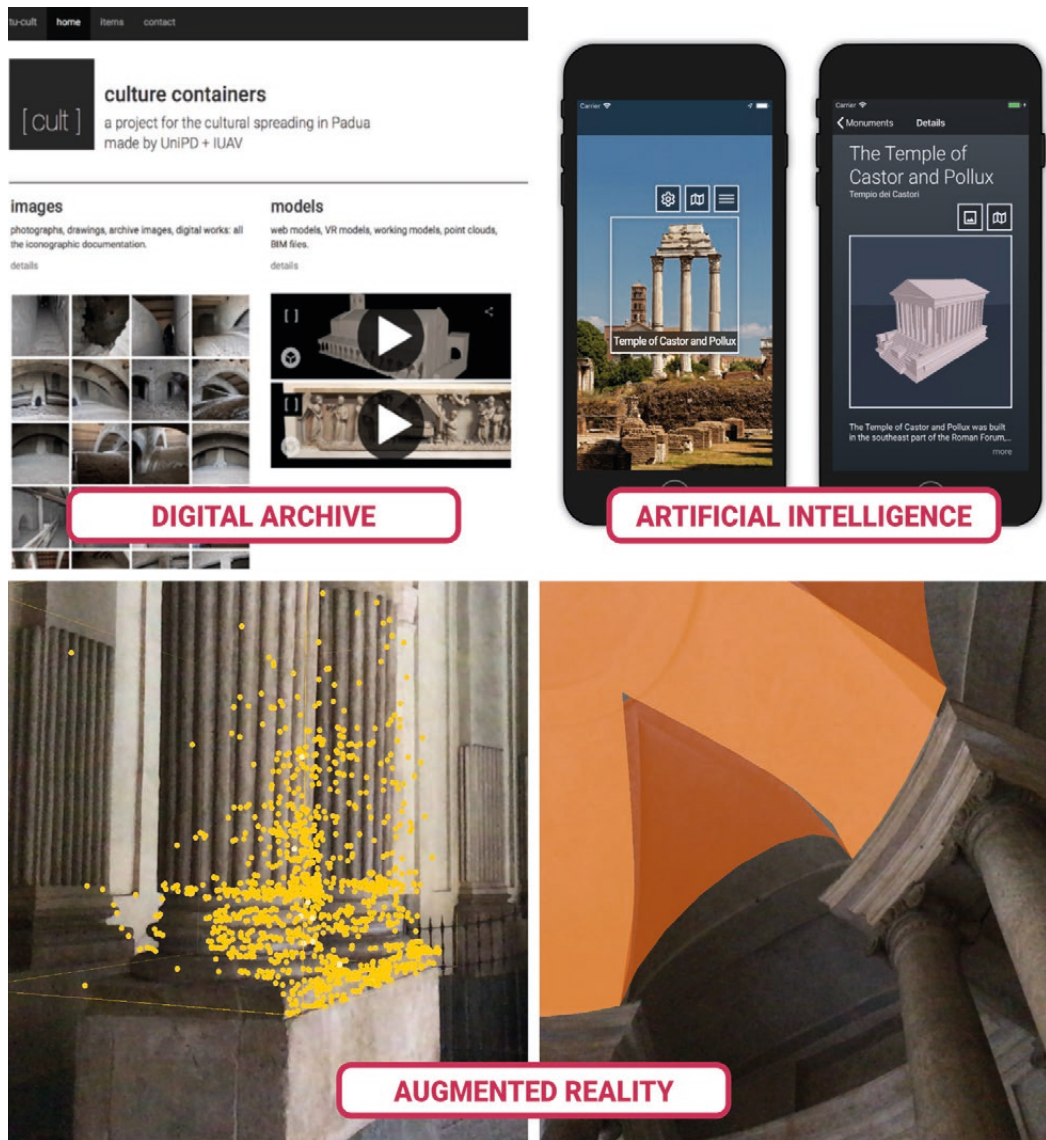 tu-cult home items contact
[ cult ]
culture containers
a project for the cultural spreading in Padua
made by UniPD + IUAV
images
photographs, drawings, archive images, digital works: all
the iconographic documentation.
details
models
web models, VR models, working models, point clouds,
BIM files.
details
[ ]
[ ]
DIGITAL ARCHIVE
Carrier
Temple of Castor and Pollux
Carrier
Monuments Details
The Temple of
Castor and Pollux
Tempio dei Castori
The Temple of Castor and Pollux was built
in the southeast part of the Roman Forum,...
more
ARTIFICIAL INTELLIGENCE
AUGMENTED REALITY